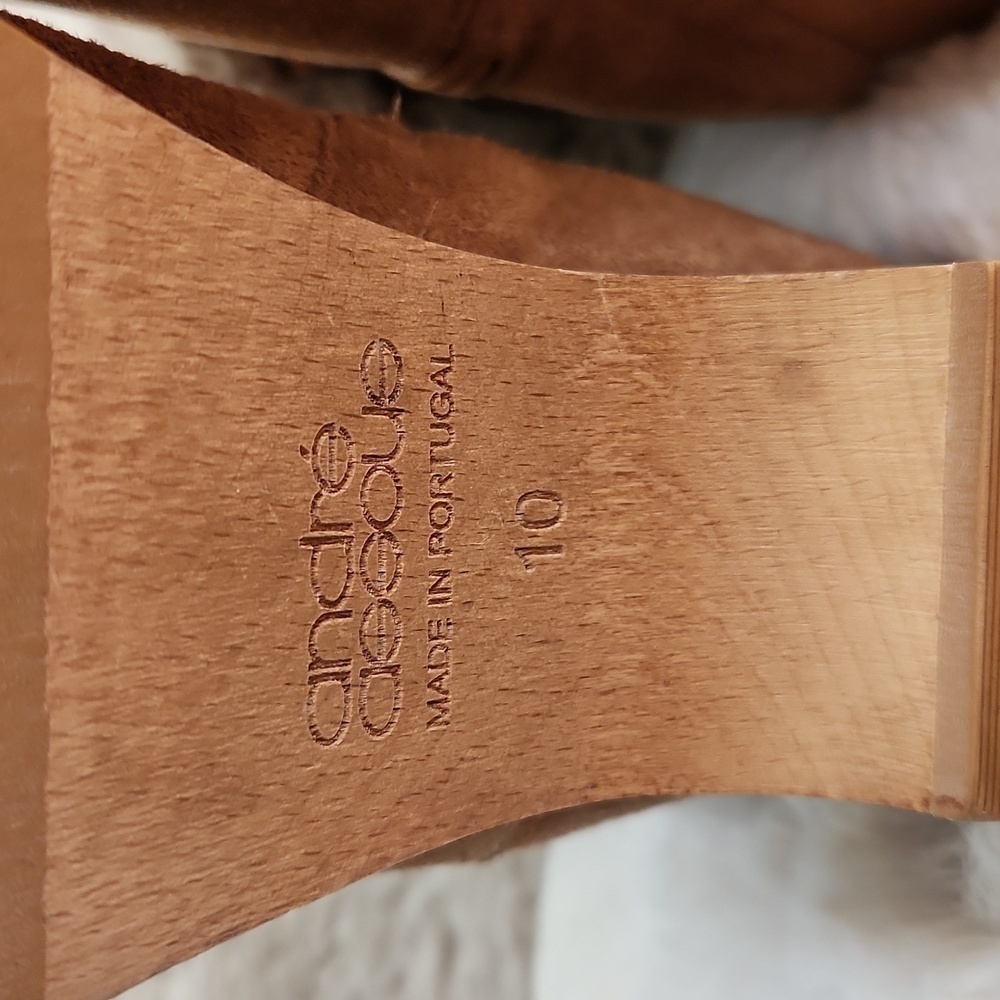 andré
assous
MADE IN PORTUGAL
10